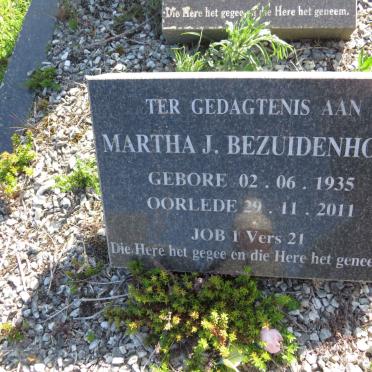 Die Here het gegee en die Here het geneem.
TER GEDAGTENIS AAN
MARTHA J. BEZUIDENHO
GEBORE 02 . 06 . 1935
OORLEDE 29 . 11 . 2011
JOB 1 Vers 21
Die Here het gegee en die Here het genee